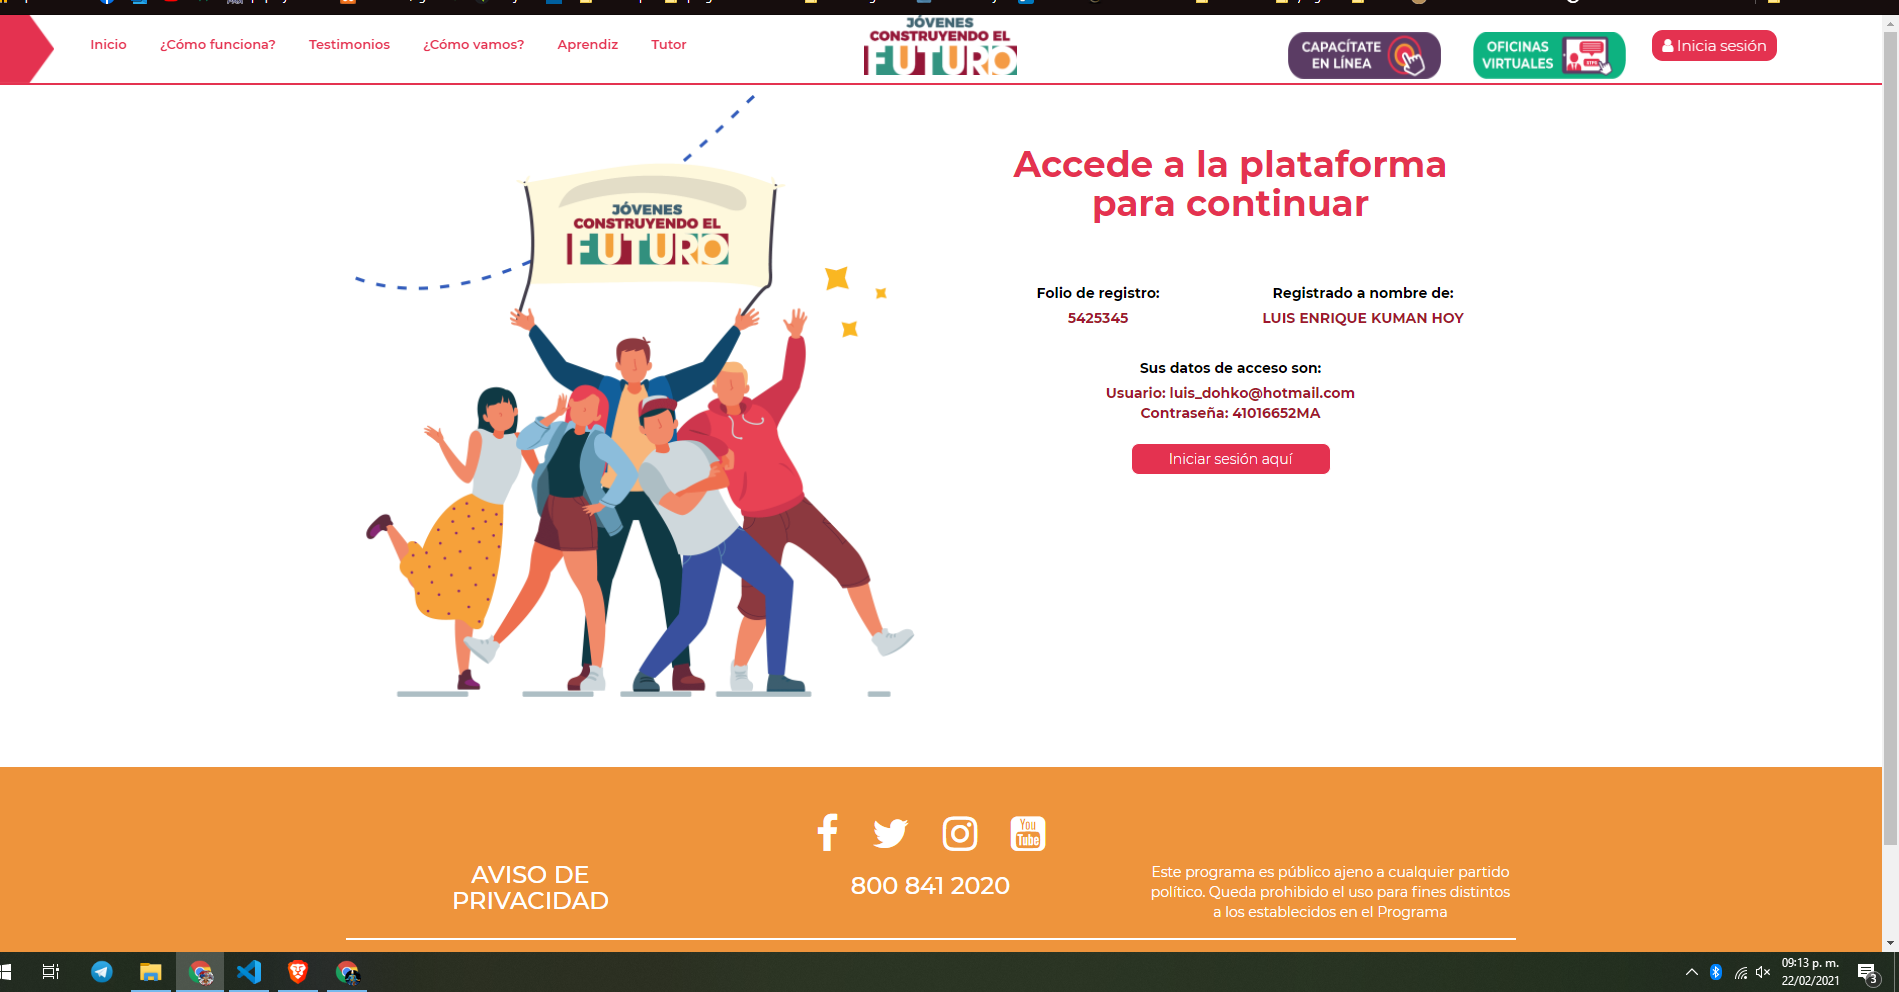 Inicio ¿Cómo funciona? Testimonios ¿Cómo vamos? Aprendiz Tutor
JÓVENES
CONSTRUYENDO EL
FUTURO
CAPACÍTATE
EN LÍNEA
OFICINAS
VIRTUALES
Inicia sesión
JÓVENES
CONSTRUYENDO EL
FUTURO
Accede a la plataforma
para continuar
Folio de registro:
5425345
Registrado a nombre de:
LUIS ENRIQUE KUMAN HOY
Sus datos de acceso son:
Usuario: luis_dohko@hotmail.com
Contraseña: 41016652MA
Iniciar sesión aquí
You
Tube
AVISO DE
PRIVACIDAD
800 841 2020
Este programa es público ajeno a cualquier partido
político. Queda prohibido el uso para fines distintos
a los establecidos en el Programa
09:13 p. m.
22/02/2021
3